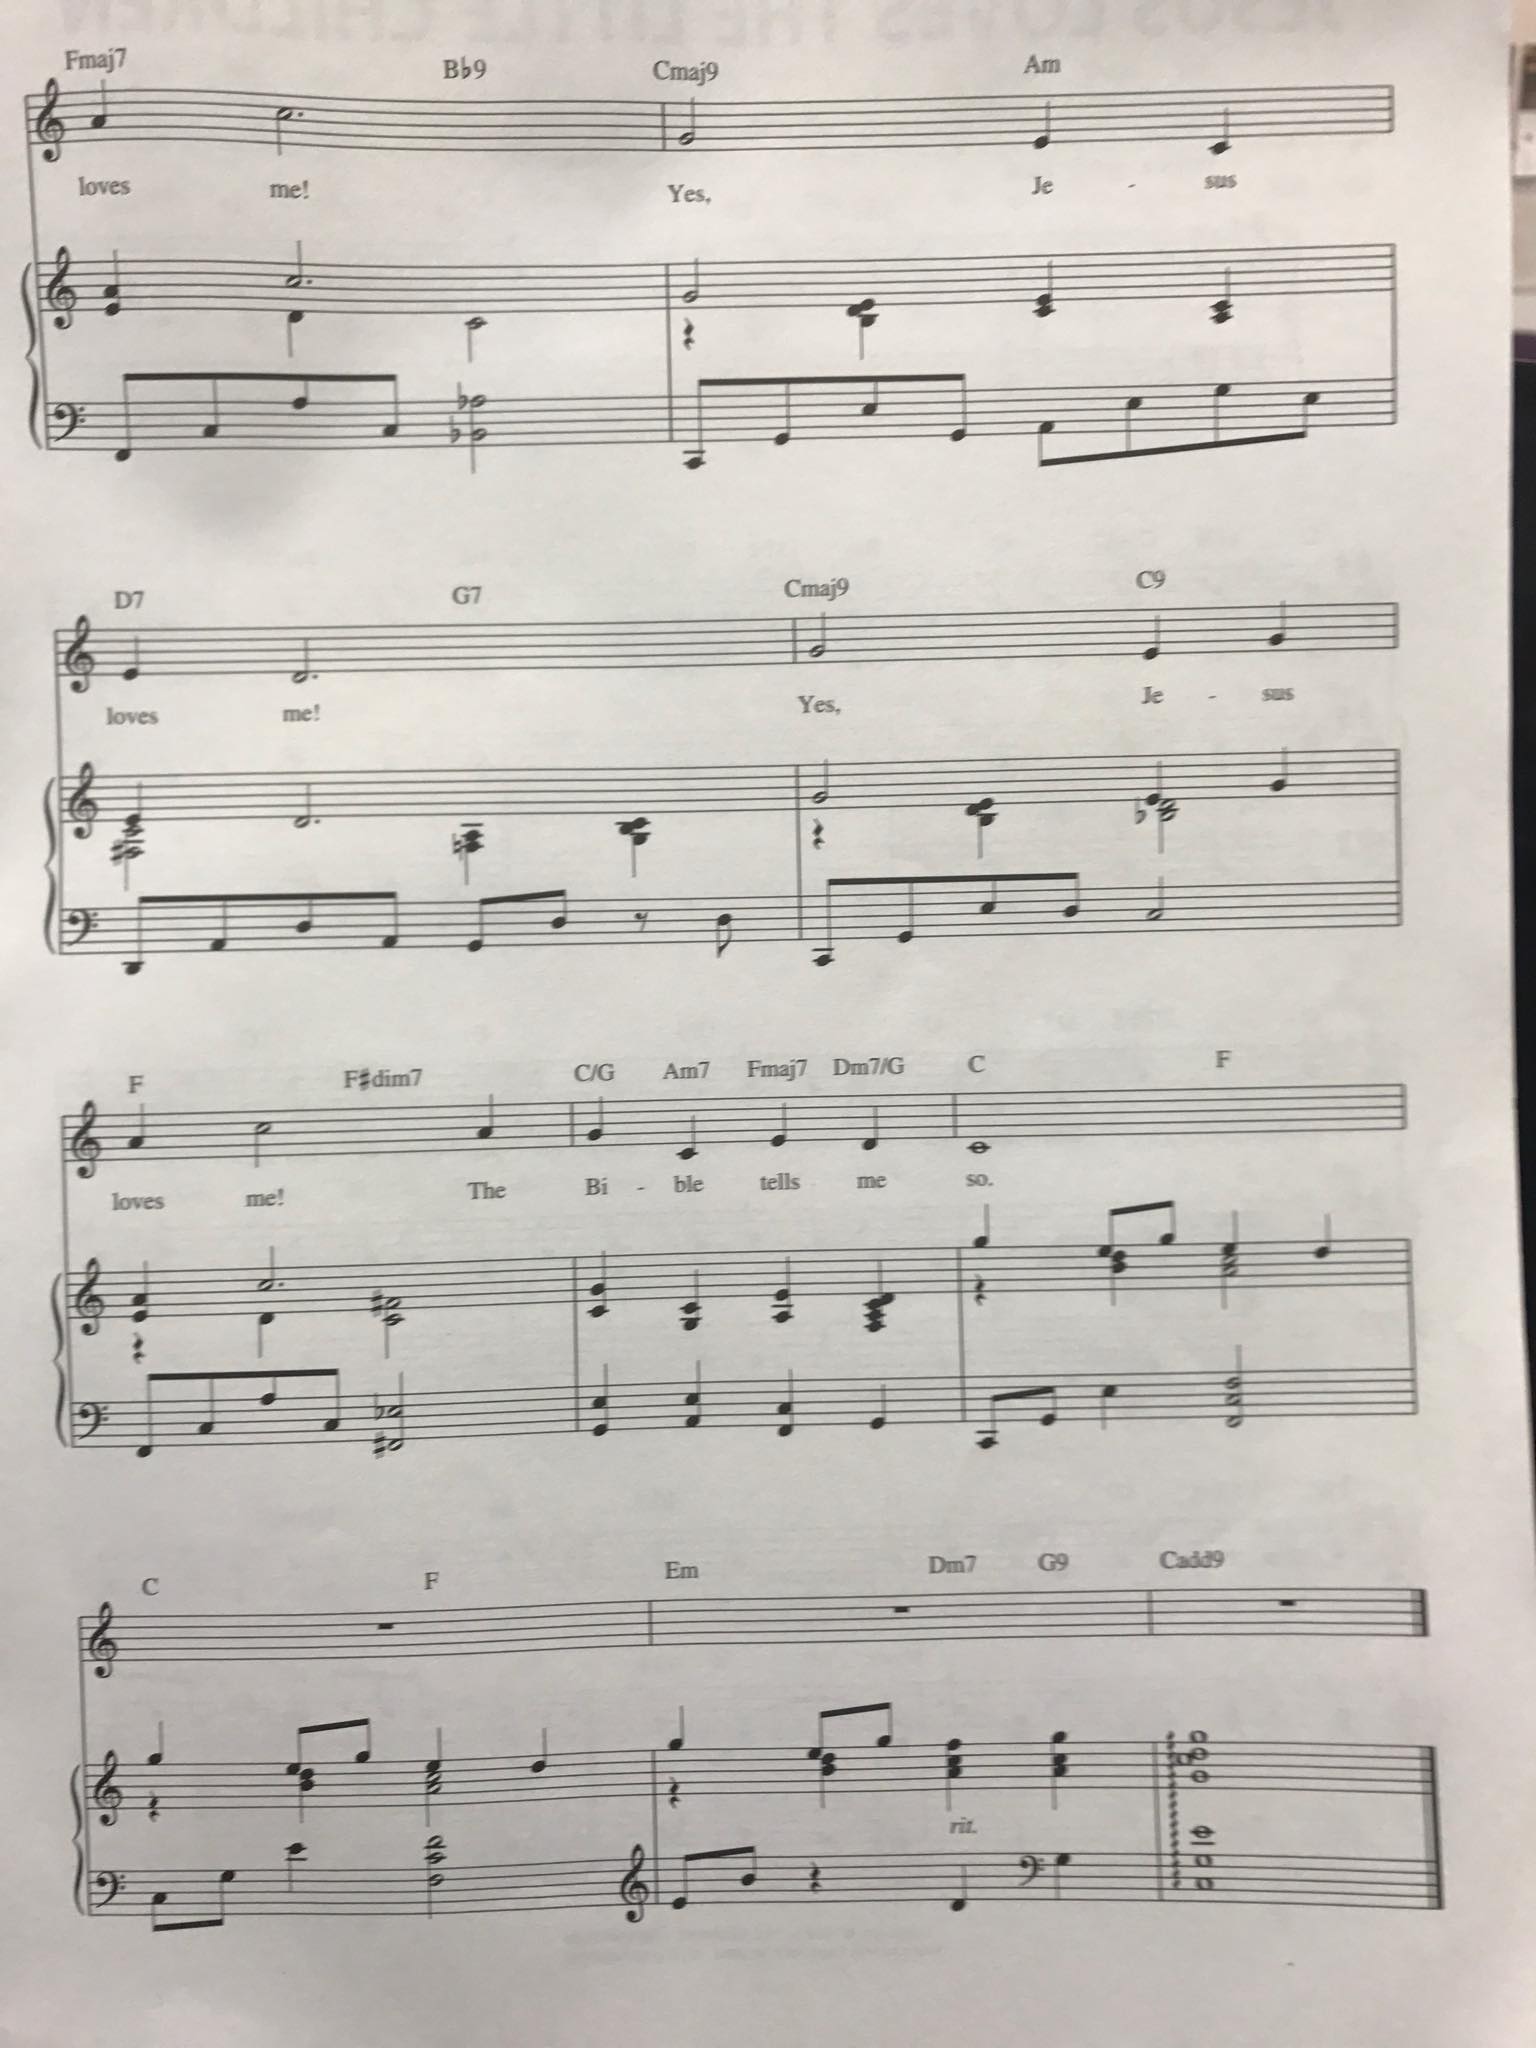 Fmaj7 B♭9 Cmaj9 Am
loves me! Yes, Je - sus
D7 G7 Cmaj9 C9
loves me! Yes, Je - sus
F F♯dim7 C/G Am7 Fmaj7 Dm7/G C F
loves me! The Bi - ble tells me so.
C F Em Dm7 G9 Cadd9
rit.